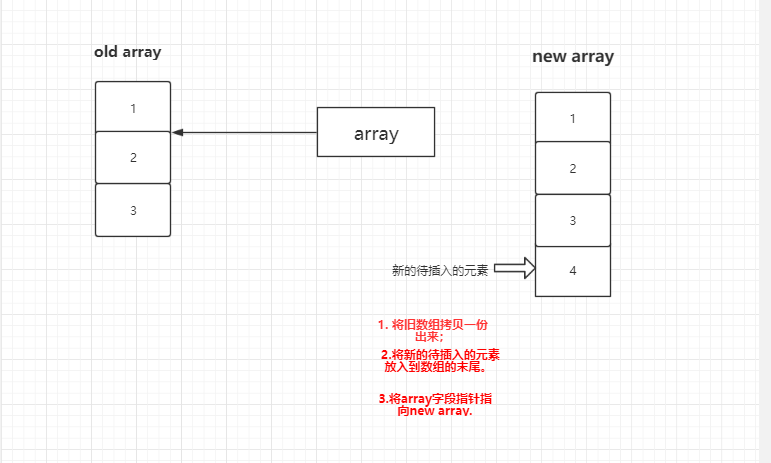 old array
new array
1
2
3
array
1
2
3
新的待插入的元素
4
1. 将旧数组拷贝一份
出来；
2.将新的待插入的元素
放入到数组的末尾。
3.将array字段指针指
向new array.